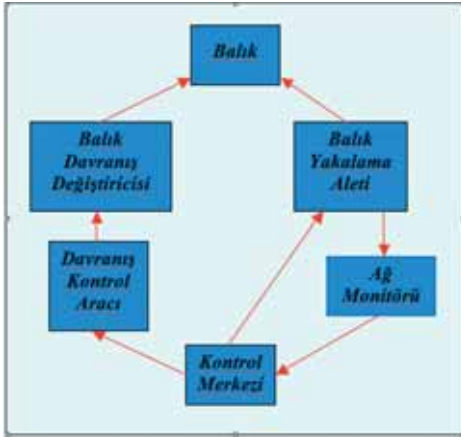 Balık
Balık
Davranış
Değiştiricisi
Balık
Yakalama
Aleti
Davranış
Kontrol
Aracı
Ağ
Monitörü
Kontrol
Merkezi